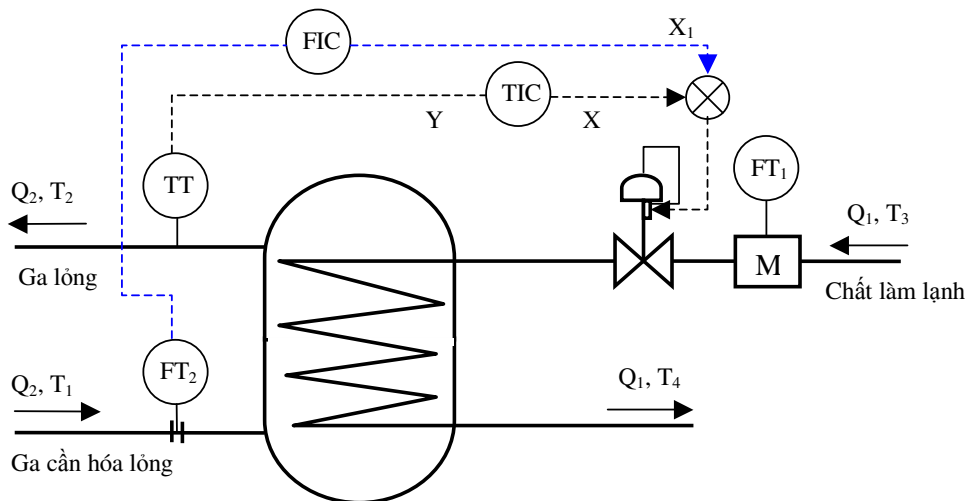 FIC
X₁
TIC
Y
X
TT
FT₁
Q₂, T₂
Q₁, T₃
M
Ga lỏng
Chất làm lạnh
FT₂
Q₂, T₁
Q₁, T₄
Ga cần hóa lỏng